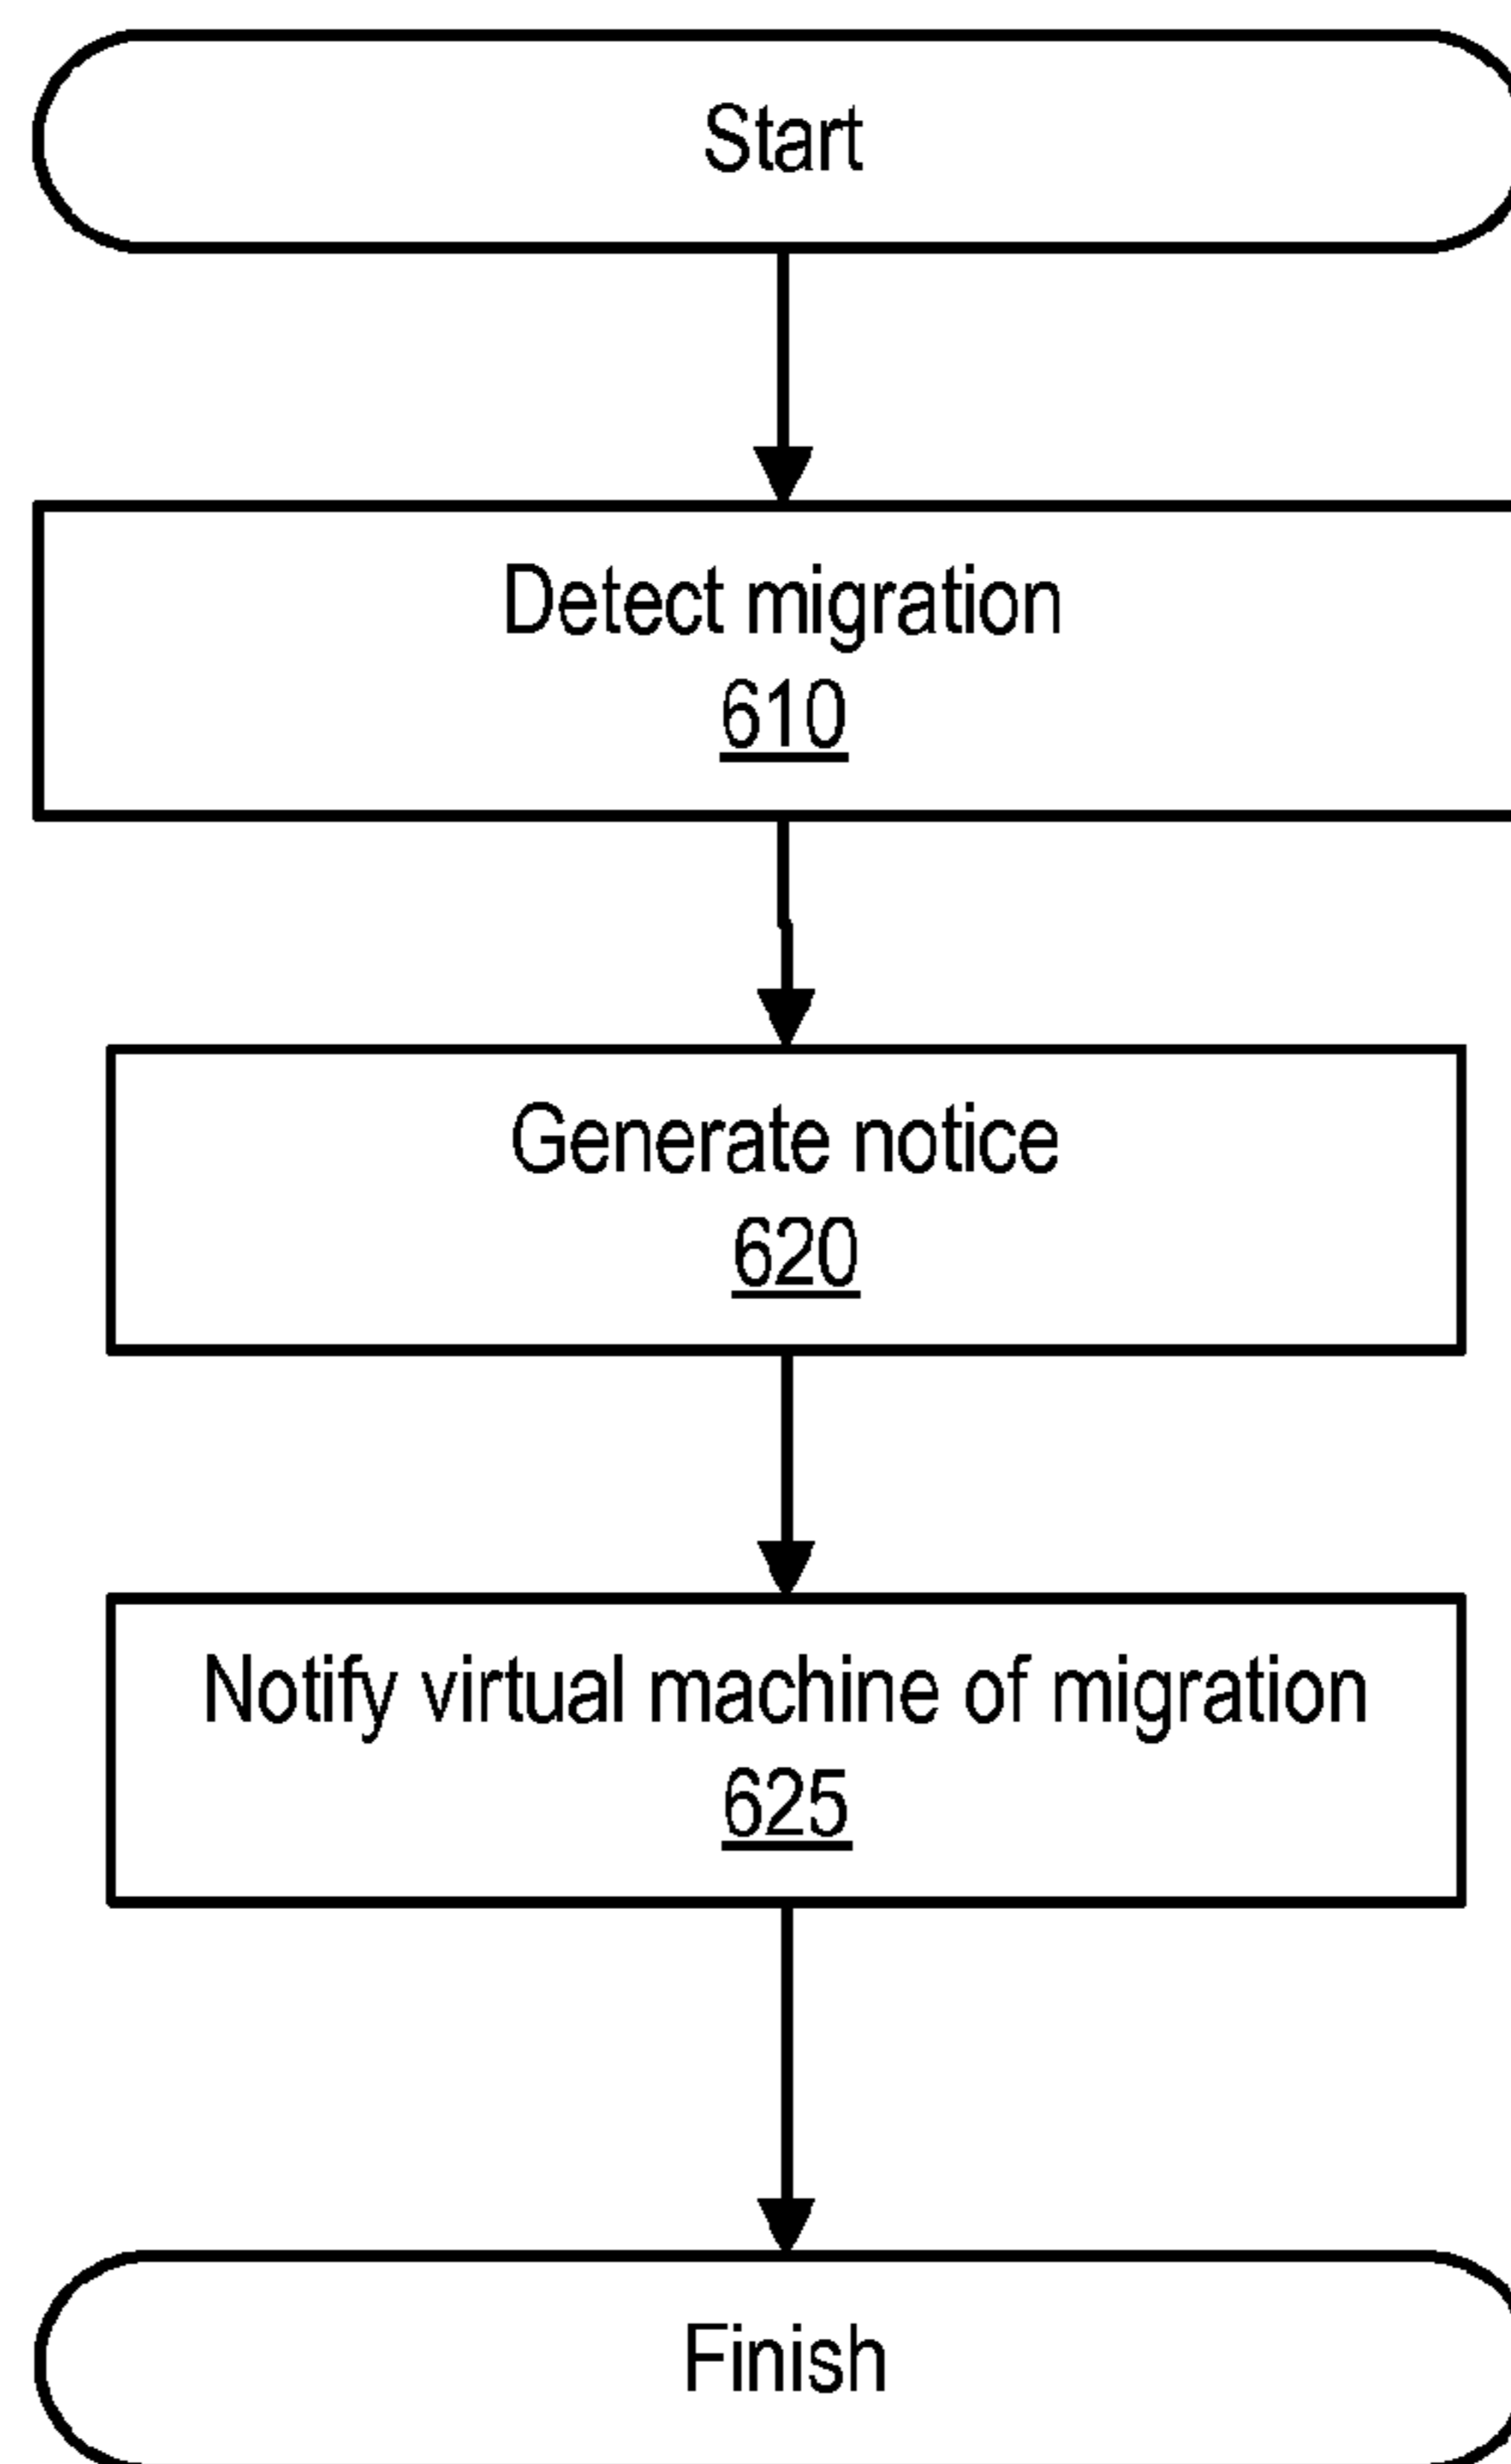 Start
Detect migration
610
Generate notice
620
Notify virtual machine of migration
625
Finish